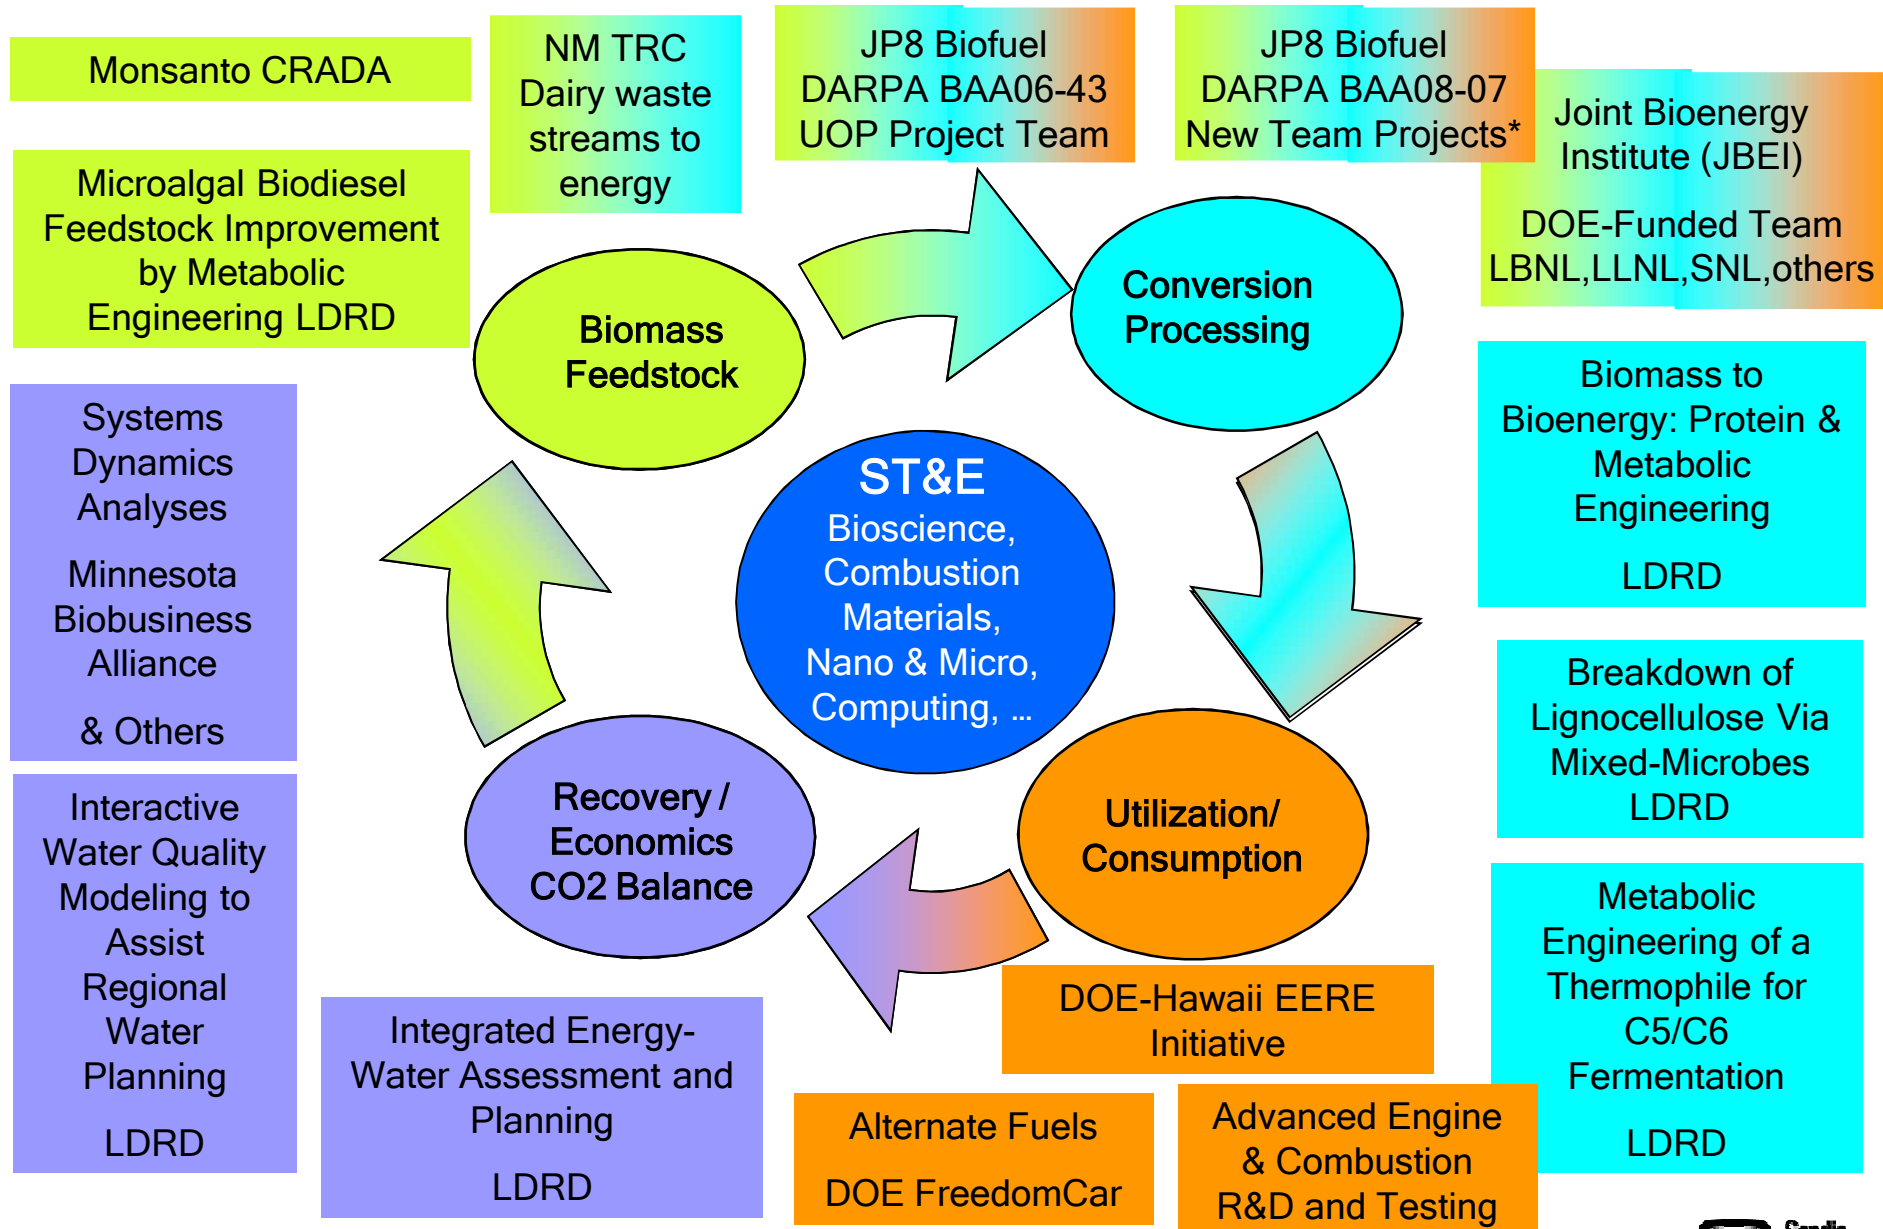 Monsanto CRADA
NM TRC
Dairy waste
streams to
energy
JP8 Biofuel
DARPA BAA06-43
UOP Project Team
JP8 Biofuel
DARPA BAA08-07
New Team Projects*
Joint Bioenergy
Institute (JBEI)
DOE-Funded Team
LBNL,LLNL,SNL,others
Microalgal Biodiesel
Feedstock Improvement
by Metabolic
Engineering LDRD
Biomass
Feedstock
Conversion
Processing
Systems
Dynamics
Analyses
Minnesota
Biobusiness
Alliance
& Others
ST&E
Bioscience,
Combustion
Materials,
Nano & Micro,
Computing, ...
Biomass to
Bioenergy: Protein &
Metabolic
Engineering
LDRD
Breakdown of
Lignocellulose Via
Mixed-Microbes
LDRD
Interactive
Water Quality
Modeling to
Assist
Regional
Water
Planning
LDRD
Recovery /
Economics
CO2 Balance
Utilization/
Consumption
Metabolic
Engineering of a
Thermophile for
C5/C6
Fermentation
LDRD
Integrated Energy-
Water Assessment and
Planning
LDRD
DOE-Hawaii EERE
Initiative
Alternate Fuels
DOE FreedomCar
Advanced Engine
& Combustion
R&D and Testing